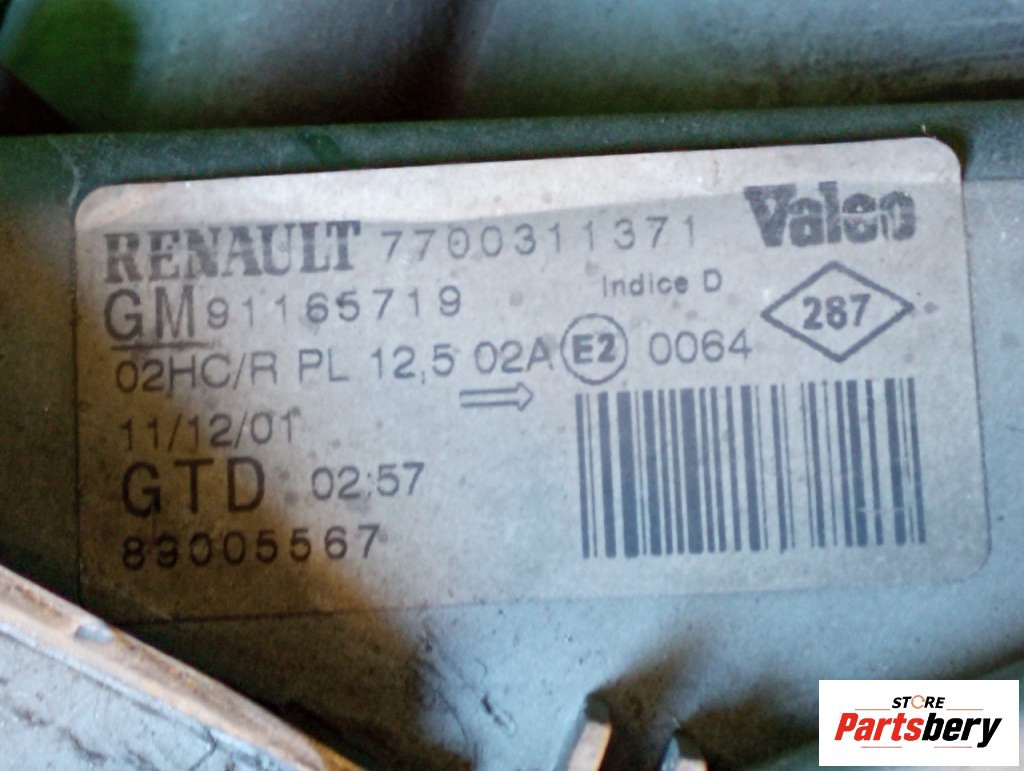 RENAULT 7700311371 Valeo
GM 91165719 Indice D
287
02HC/R PL 12,5 02A E2 0064
11/12/01
GTD 02:57
89005567
STORE
Partsbery